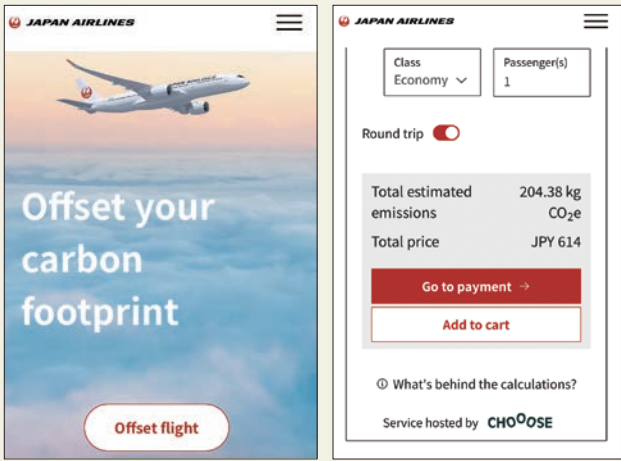 JAPAN AIRLINES
JAPAN AIRLINES
Offset your
carbon
footprint
Offset flight
JAPAN AIRLINES
Class
Economy
Passenger(s)
1
Round trip
Total estimated
emissions
204.38 kg
CO₂e
Total price
JPY 614
Go to payment →
Add to cart
What's behind the calculations?
Service hosted by CHOOOSE